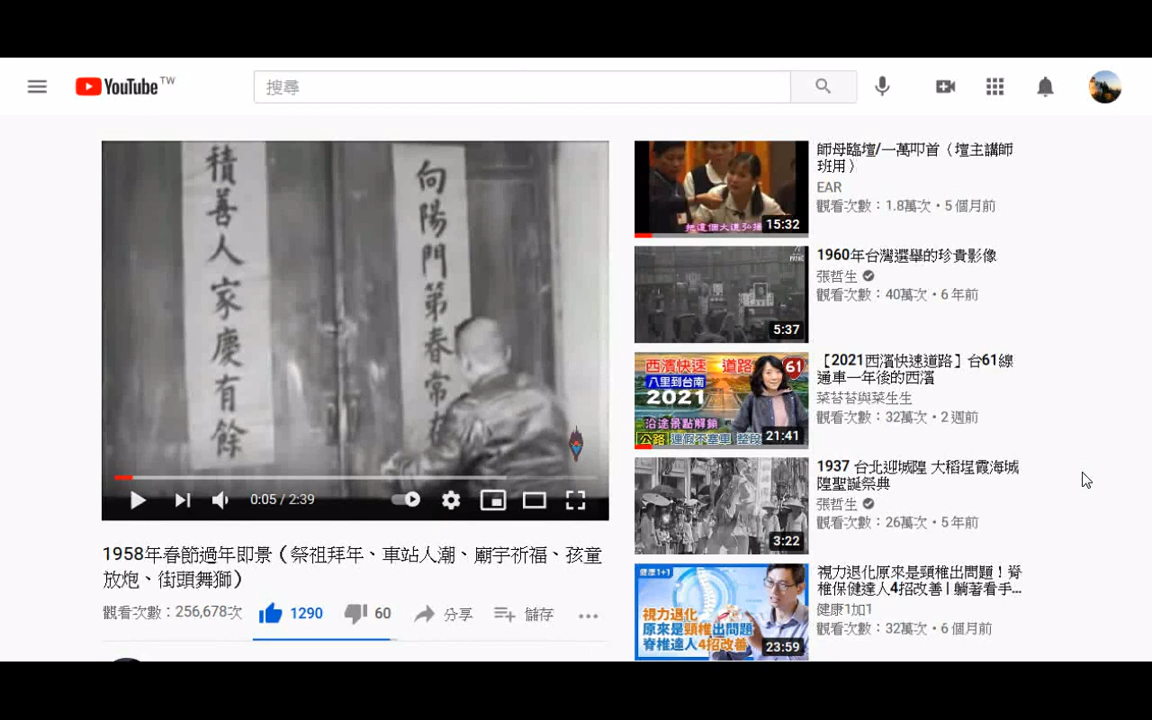 YouTube TW
搜尋
積善人家慶有餘
向陽門第春常
0:05 / 2:39
1958年春節過年即景（祭祖拜年、車站人潮、廟宇祈福、孩童
放炮、街頭舞獅）
觀看次數：256,678次
1290
60
分享
儲存
15:32
師母臨壇/一萬叩首（壇主講師
班用）
EAR
觀看次數：1.8萬次・5 個月前
5:37
1960年台灣選舉的珍貴影像
張哲生
觀看次數：40萬次・6 年前
西濱快速 道路
61
八里到台南
2021
沿途景點解鎖
公路 連假不塞車 整段
21:41
【2021西濱快速道路】台61線
通車一年後的西濱
菜苔苔與菜生生
觀看次數：32萬次・2 週前
3:22
1937 台北迎城隍 大稻埕霞海城
隍聖誕祭典
張哲生
觀看次數：26萬次・5 年前
健康1+1
視力退化
原來是頸椎出問題
脊椎達人4招改善
23:59
視力退化原來是頸椎出問題！脊
椎保健達人4招改善 | 躺著看手...
健康1加1
觀看次數：32萬次・6 個月前